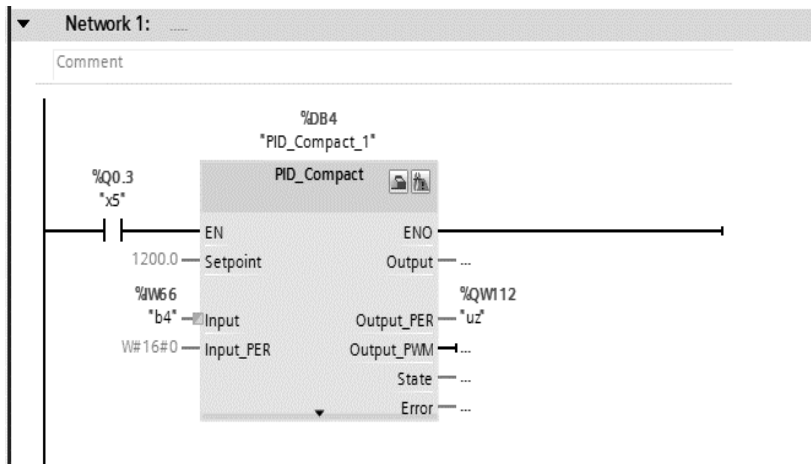 Network 1: .....
Comment
%DB4
"PID_Compact_1"
%Q0.3
"x5"
PID_Compact
EN
ENO
1200.0
Setpoint
Output
...
%IW66
"b4"
Input
%QW112
Output_PER
"uz"
W#16#0
Input_PER
Output_PWM
...
State
...
Error
...